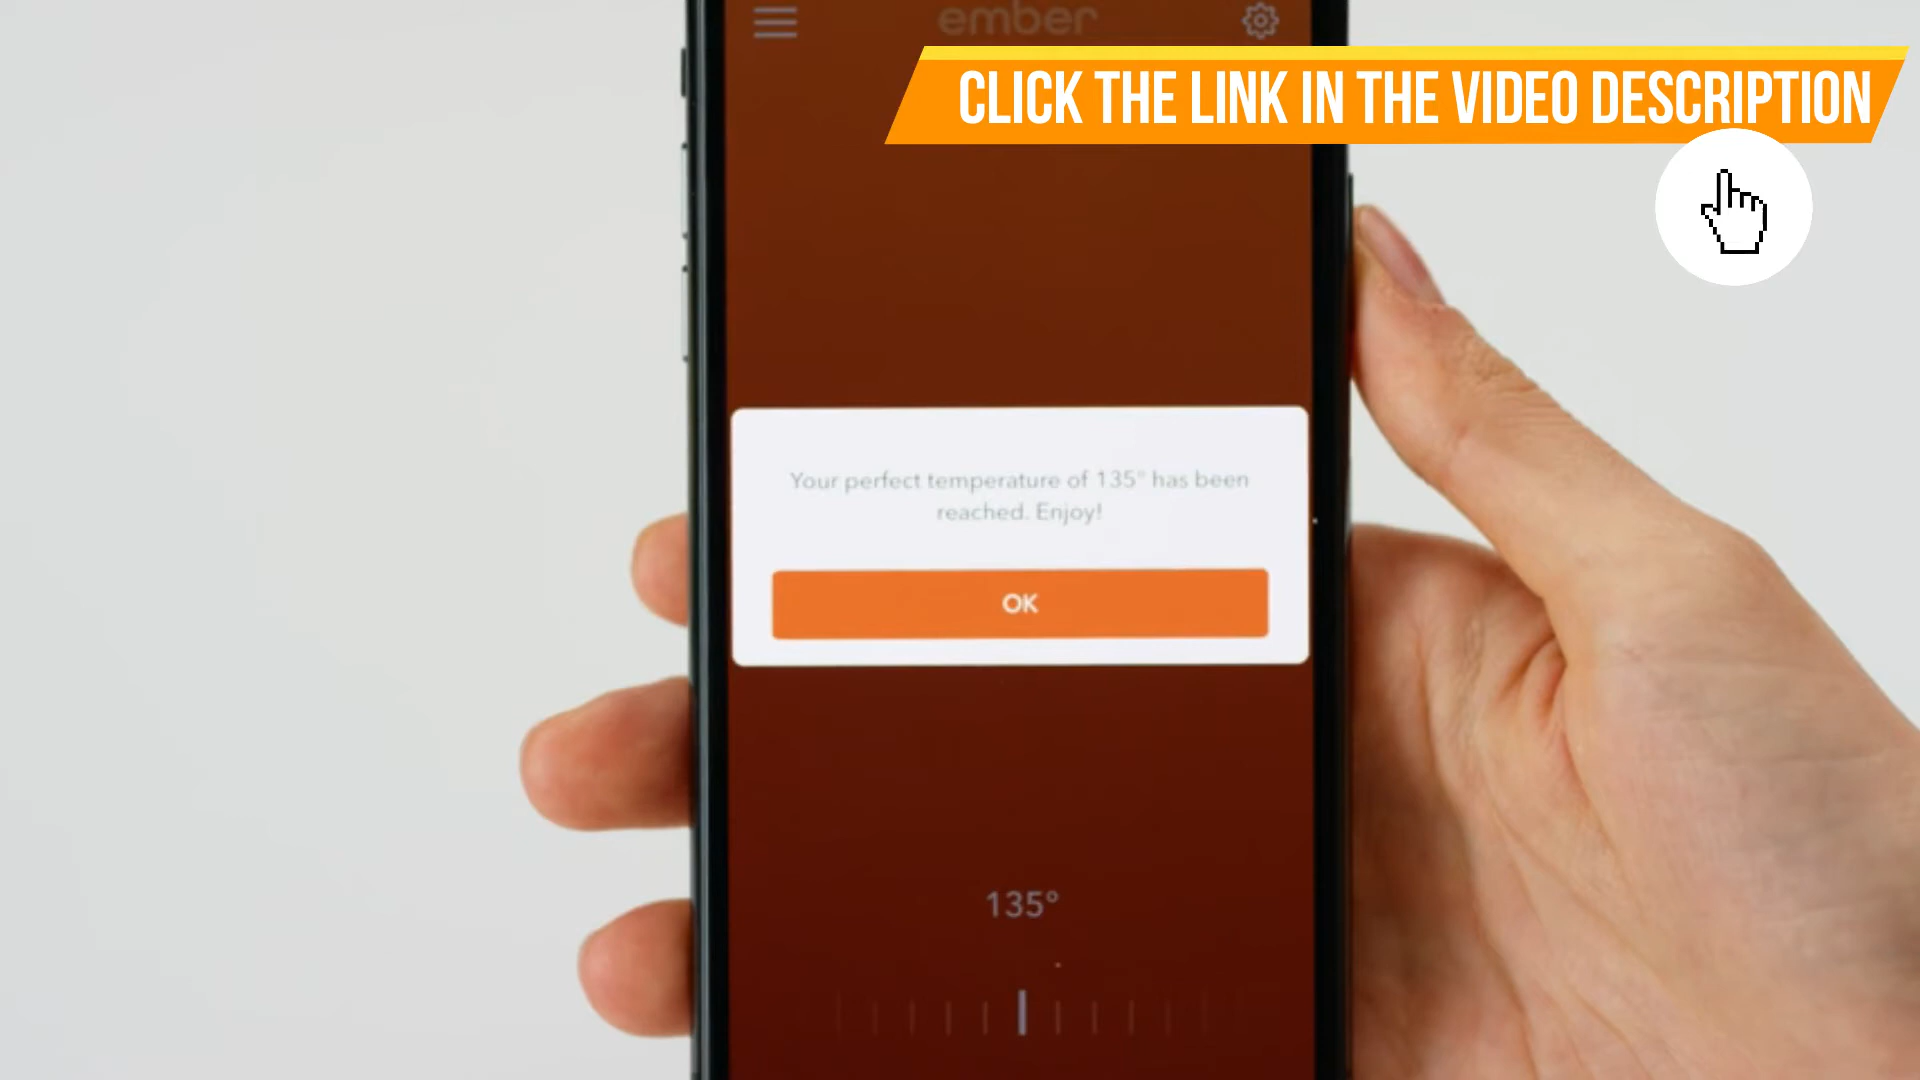 ember
CLICK THE LINK IN THE VIDEO DESCRIPTION
Your perfect temperature of 135° has been
reached. Enjoy!
OK
135°